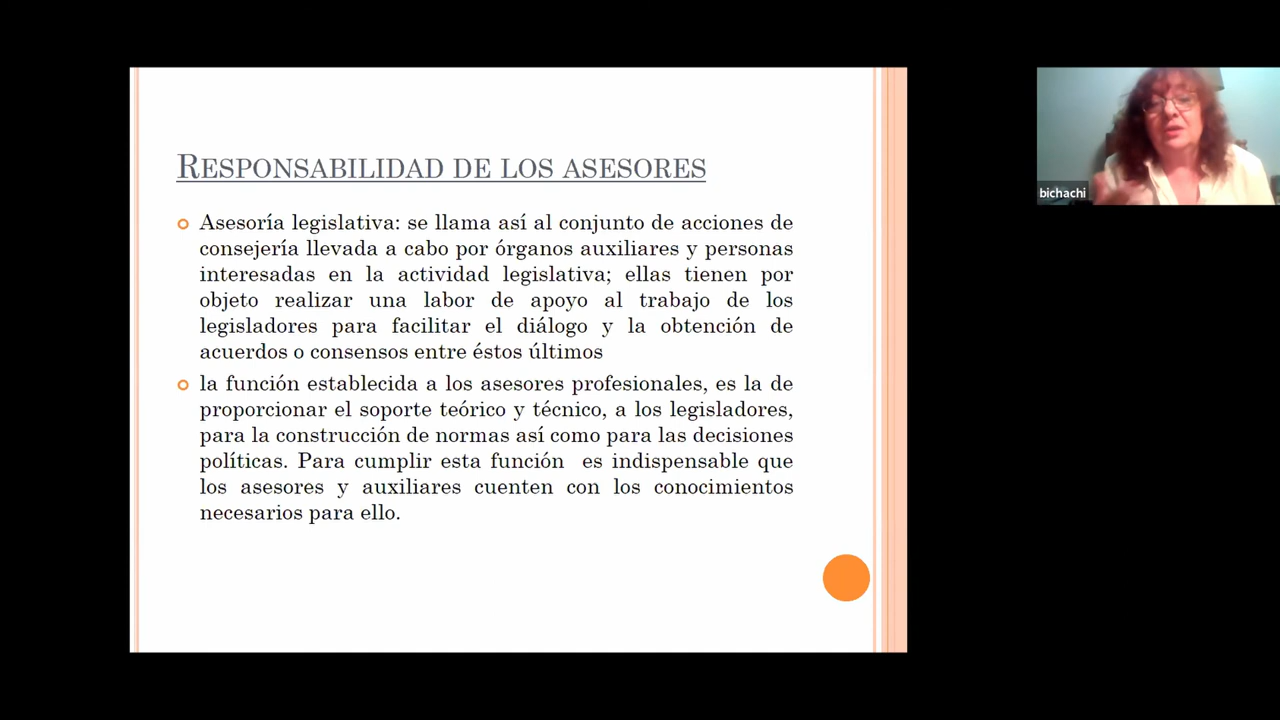 RESPONSABILIDAD DE LOS ASESORES
Asesoría legislativa: se llama así al conjunto de acciones de
consejería llevada a cabo por órganos auxiliares y personas
interesadas en la actividad legislativa; ellas tienen por
objeto realizar una labor de apoyo al trabajo de los
legisladores para facilitar el diálogo y la obtención de
acuerdos o consensos entre éstos últimos
la función establecida a los asesores profesionales, es la de
proporcionar el soporte teórico y técnico, a los legisladores,
para la construcción de normas así como para las decisiones
políticas. Para cumplir esta función es indispensable que
los asesores y auxiliares cuenten con los conocimientos
necesarios para ello.
bichachi